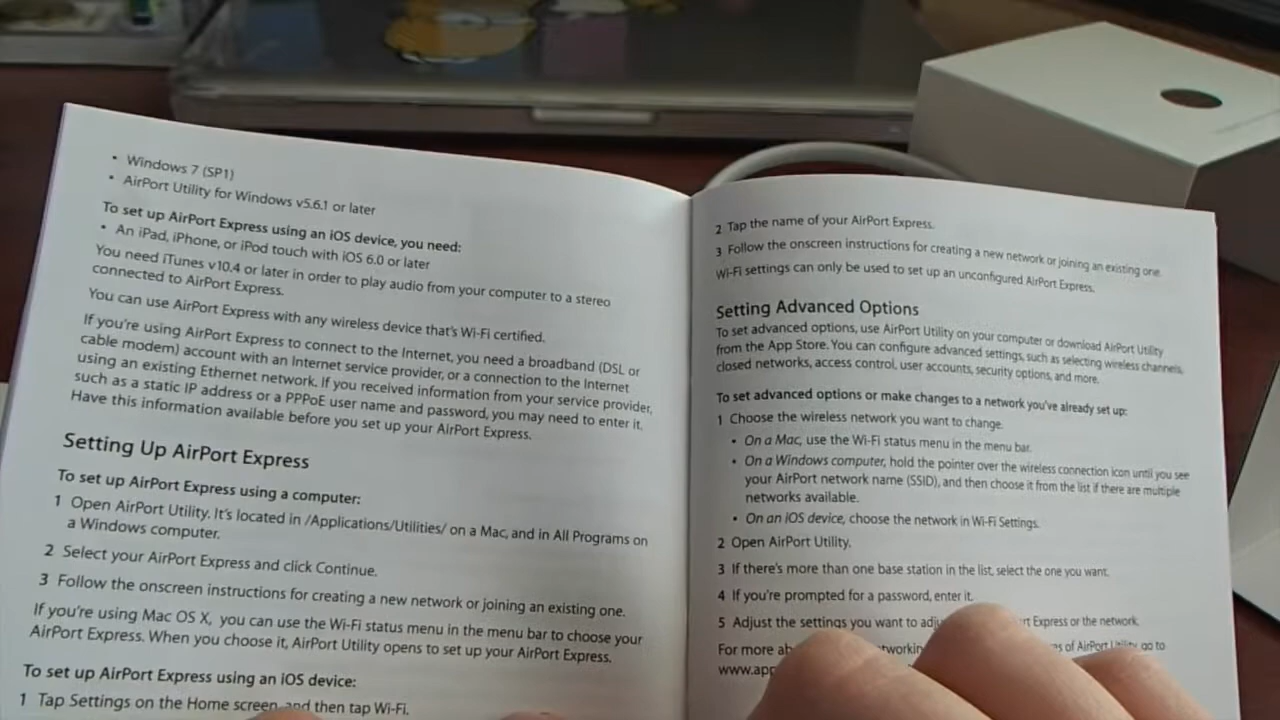 • Windows 7 (SP1)
• AirPort Utility for Windows v5.6.1 or later
To set up AirPort Express using an iOS device, you need:
• An iPad, iPhone, or iPod touch with iOS 6.0 or later
You need iTunes v10.4 or later in order to play audio from your computer to a stereo
connected to AirPort Express.
You can use AirPort Express with any wireless device that's Wi-Fi certified.
If you're using AirPort Express to connect to the Internet, you need a broadband (DSL or
cable modem) account with an Internet service provider, or a connection to the Internet
using an existing Ethernet network. If you received information from your service provider,
such as a static IP address or a PPPoE user name and password, you may need to enter it.
Have this information available before you set up your AirPort Express.
Setting Up AirPort Express
To set up AirPort Express using a computer:
1 Open AirPort Utility. It's located in /Applications/Utilities/ on a Mac, and in All Programs on
a Windows computer.
2 Select your AirPort Express and click Continue.
3 Follow the onscreen instructions for creating a new network or joining an existing one.
If you're using Mac OS X, you can use the Wi-Fi status menu in the menu bar to choose your
AirPort Express. When you choose it, AirPort Utility opens to set up your AirPort Express.
To set up AirPort Express using an iOS device:
1 Tap Settings on the Home screen, and then tap Wi-Fi.
2 Tap the name of your AirPort Express.
3 Follow the onscreen instructions for creating a new network or joining an existing one.
Wi-Fi settings can only be used to set up an unconfigured AirPort Express.
Setting Advanced Options
To set advanced options, use AirPort Utility on your computer or download AirPort Utility
from the App Store. You can configure advanced settings, such as selecting wireless channels,
closed networks, access control, user accounts, security options, and more.
To set advanced options or make changes to a network you've already set up:
1 Choose the wireless network you want to change.
• On a Mac, use the Wi-Fi status menu in the menu bar.
• On a Windows computer, hold the pointer over the wireless connection icon until you see
your AirPort network name (SSID), and then choose it from the list if there are multiple
networks available.
• On an iOS device, choose the network in Wi-Fi Settings.
2 Open AirPort Utility.
3 If there's more than one base station in the list, select the one you want.
4 If you're prompted for a password, enter it.
5 Adjust the settings you want to Express or the network.
For more of AirPort Utility, go to